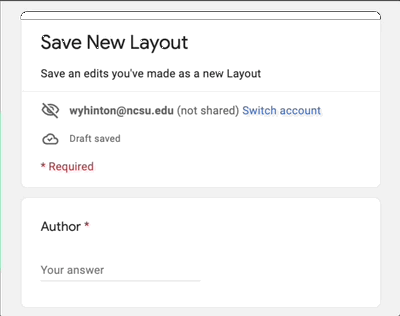 Save New Layout
Save an edits you've made as a new Layout
wyhinton@ncsu.edu (not shared) Switch account
Draft saved
* Required
Author *
Your answer